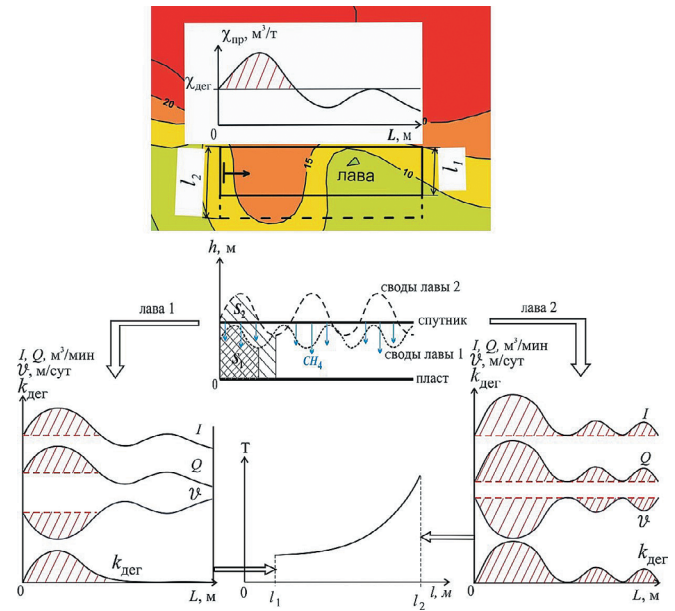 χпр, м³/т
χдег
0
L, м
0
20
15
10
l₂
l₁
лава
h, м
своды лавы 2
S₂
спутник
S₁
CH₄
своды лавы 1
0
пласт
лава 1
лава 2
I, Q, м³/мин
𝒱, м/сут
kдег
I
Q
𝒱
kдег
0
L, м
T
0
l₁
l₂
l, м
I, Q, м³/мин
𝒱, м/сут
kдег
I
Q
𝒱
kдег
0
L, м